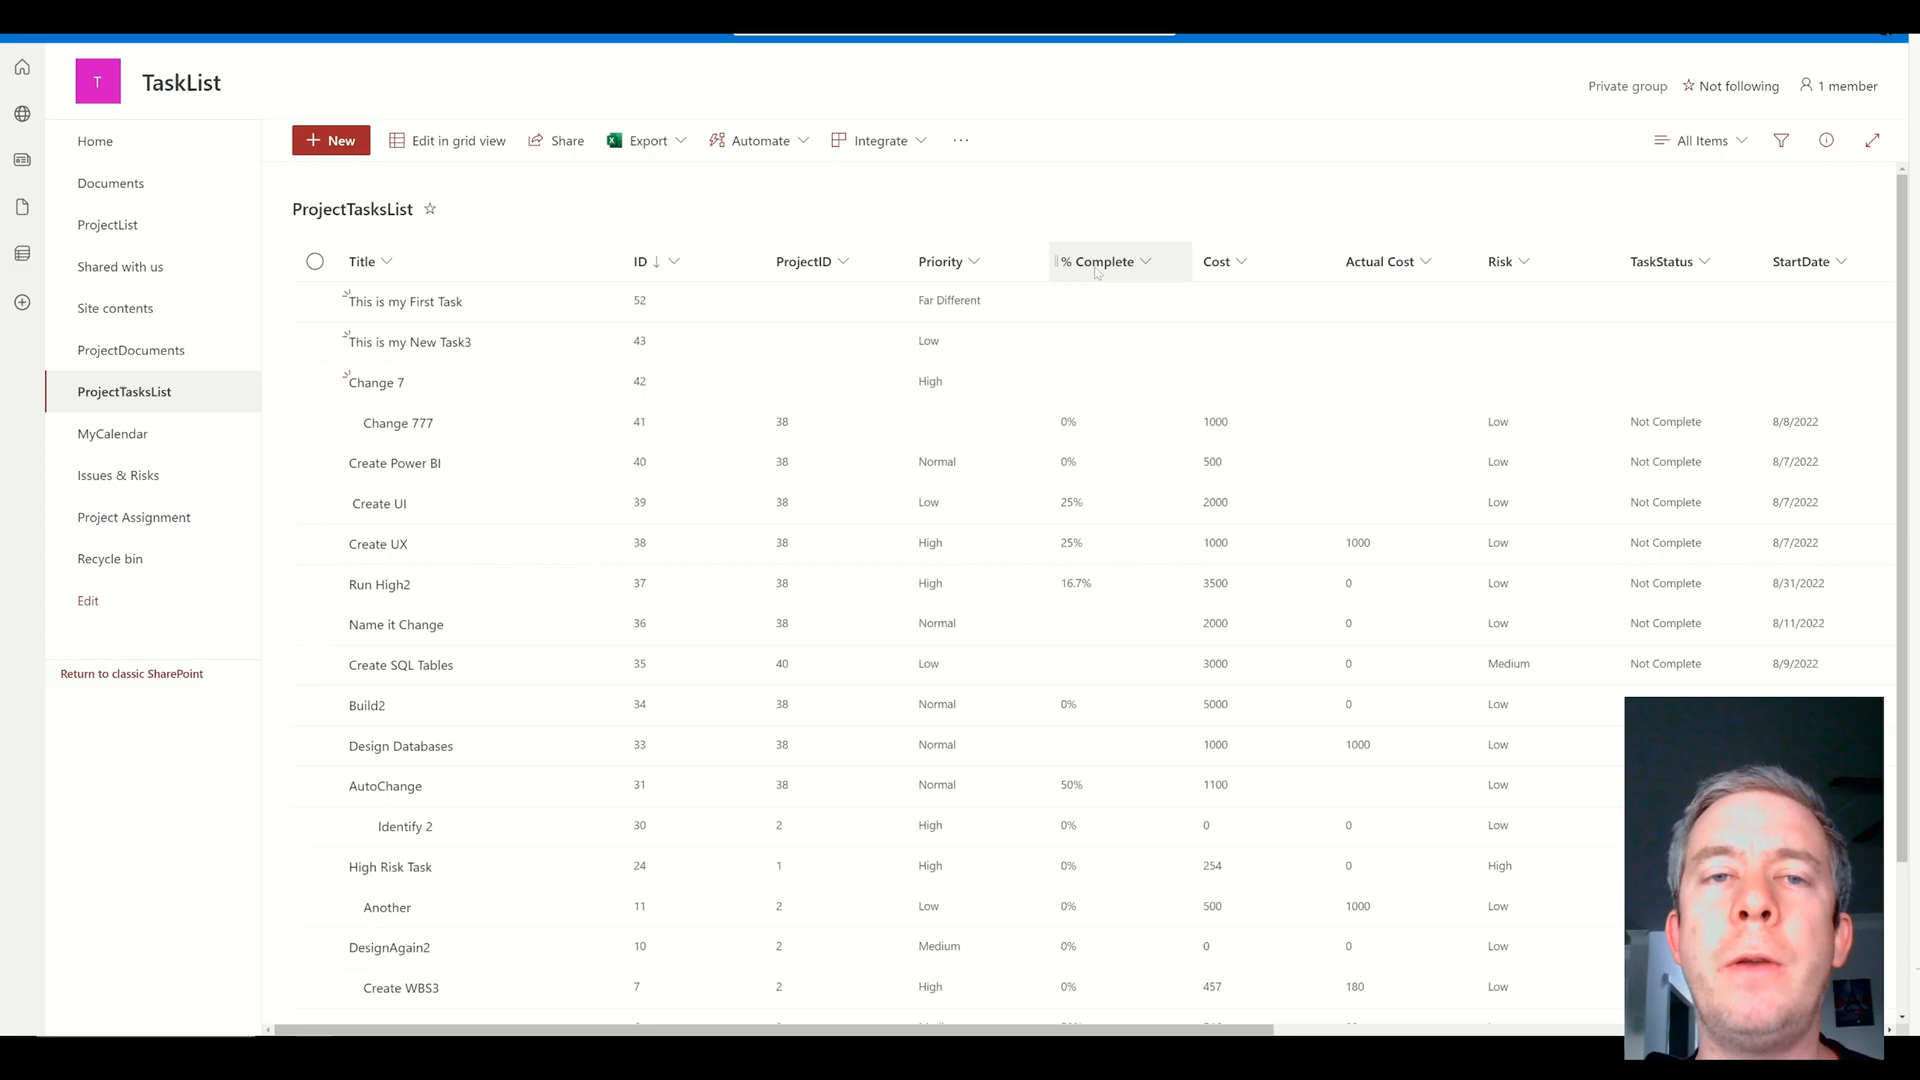 T TaskList
Private group Not following 1 member
Home
Documents
ProjectList
Shared with us
Site contents
ProjectDocuments
ProjectTasksList
MyCalendar
Issues & Risks
Project Assignment
Recycle bin
Edit
Return to classic SharePoint
+ New Edit in grid view Share Export Automate Integrate ... All Items
ProjectTasksList
Title ID ↓ ProjectID Priority % Complete Cost Actual Cost Risk TaskStatus StartDate
This is my First Task 52 Far Different
This is my New Task3 43 Low
Change 7 42 High
Change 777 41 38 0% 1000 Low Not Complete 8/8/2022
Create Power BI 40 38 Normal 0% 500 Low Not Complete 8/7/2022
Create UI 39 38 Low 25% 2000 Low Not Complete 8/7/2022
Create UX 38 38 High 25% 1000 1000 Low Not Complete 8/7/2022
Run High2 37 38 High 16.7% 3500 0 Low Not Complete 8/31/2022
Name it Change 36 38 Normal 2000 0 Low Not Complete 8/11/2022
Create SQL Tables 35 40 Low 3000 0 Medium Not Complete 8/9/2022
Build2 34 38 Normal 0% 5000 0 Low
Design Databases 33 38 Normal 1000 1000 Low
AutoChange 31 38 Normal 50% 1100 Low
Identify 2 30 2 High 0% 0 0 Low
High Risk Task 24 1 High 0% 254 0 High
Another 11 2 Low 0% 500 1000 Low
DesignAgain2 10 2 Medium 0% 0 0 Low
Create WBS3 7 2 High 0% 457 180 Low